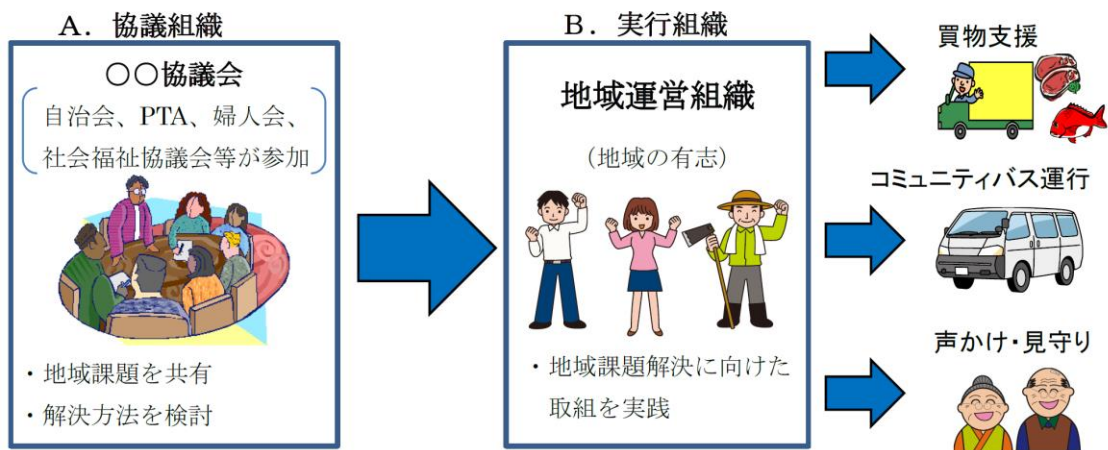 A. 協議組織
○○協議会
自治会、PTA、婦人会、
社会福祉協議会等が参加
・地域課題を共有
・解決方法を検討
B. 実行組織
地域運営組織
(地域の有志)
・地域課題解決に向けた
取組を実践
買物支援
コミュニティバス運行
声かけ・見守り